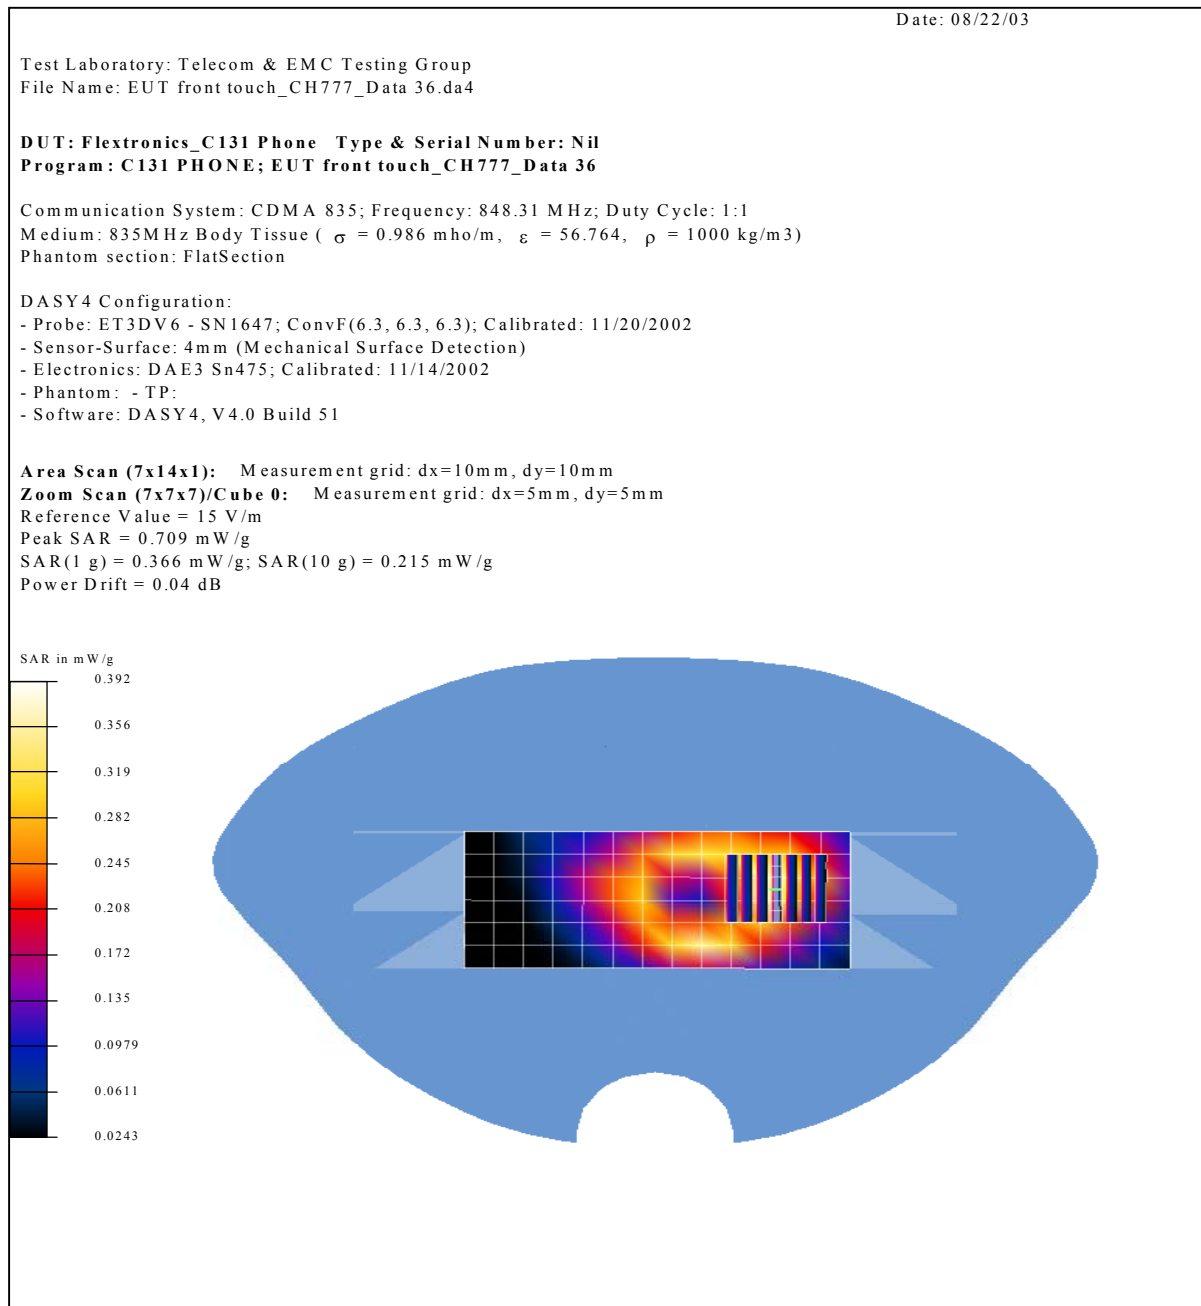 Date: 08/22/03
Test Laboratory: Telecom & EMC Testing Group
File Name: EUT front touch_CH777_Data 36.da4
DUT: Flextronics_C131 Phone Type & Serial Number: Nil
Program: C131 PHONE; EUT front touch_CH777_Data 36
Communication System: CDMA 835; Frequency: 848.31 MHz; Duty Cycle: 1:1
Medium: 835MHz Body Tissue ( σ = 0.986 mho/m, ε = 56.764, ρ = 1000 kg/m3)
Phantom section: FlatSection
DASY4 Configuration:
- Probe: ET3DV6 - SN1647; ConvF(6.3, 6.3, 6.3); Calibrated: 11/20/2002
- Sensor-Surface: 4mm (Mechanical Surface Detection)
- Electronics: DAE3 Sn475; Calibrated: 11/14/2002
- Phantom: - TP:
- Software: DASY4, V4.0 Build 51
Area Scan (7x14x1): Measurement grid: dx=10mm, dy=10mm
Zoom Scan (7x7x7)/Cube 0: Measurement grid: dx=5mm, dy=5mm
Reference Value = 15 V/m
Peak SAR = 0.709 mW/g
SAR(1 g) = 0.366 mW/g; SAR(10 g) = 0.215 mW/g
Power Drift = 0.04 dB
SAR in mW/g
0.392
0.356
0.319
0.282
0.245
0.208
0.172
0.135
0.0979
0.0611
0.0243